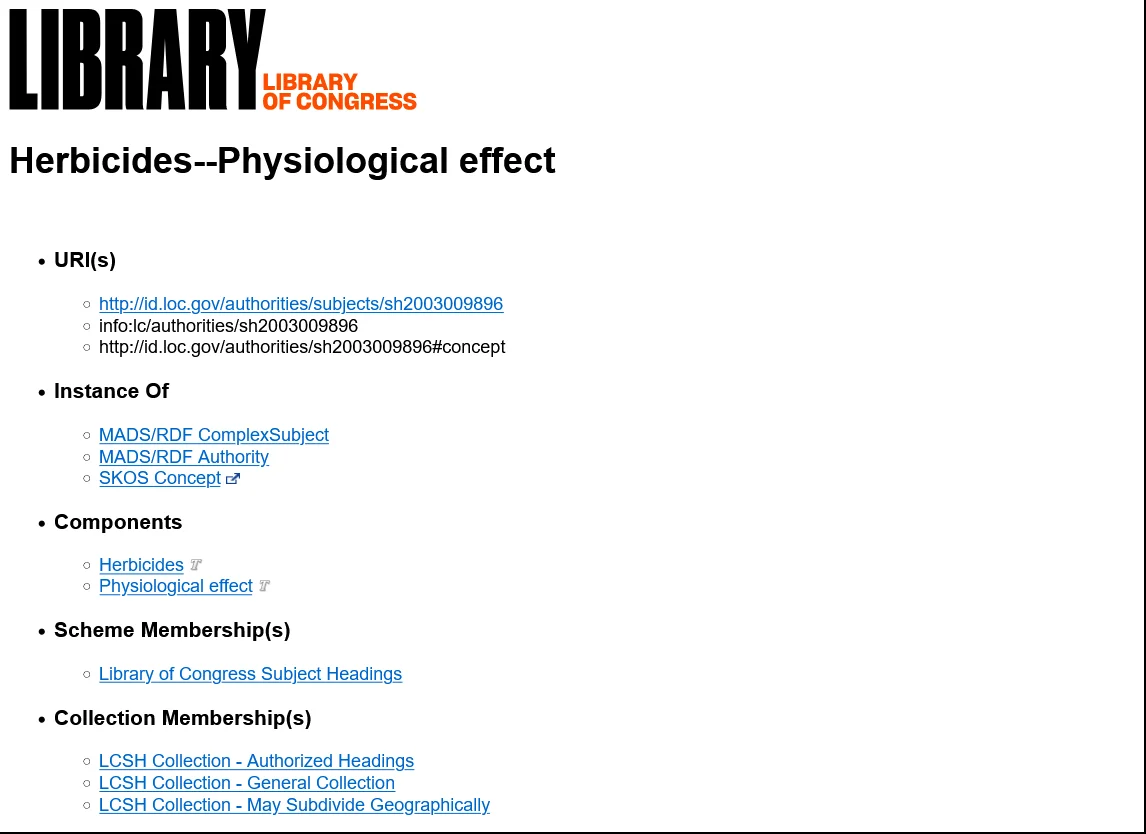 LIBRARY
LIBRARY
OF CONGRESS
Herbicides--Physiological effect
URI(s)
http://id.loc.gov/authorities/subjects/sh2003009896
info:lc/authorities/sh2003009896
http://id.loc.gov/authorities/sh2003009896#concept
Instance Of
MADS/RDF ComplexSubject
MADS/RDF Authority
SKOS Concept
Components
Herbicides T
Physiological effect T
Scheme Membership(s)
Library of Congress Subject Headings
Collection Membership(s)
LCSH Collection - Authorized Headings
LCSH Collection - General Collection
LCSH Collection - May Subdivide Geographically